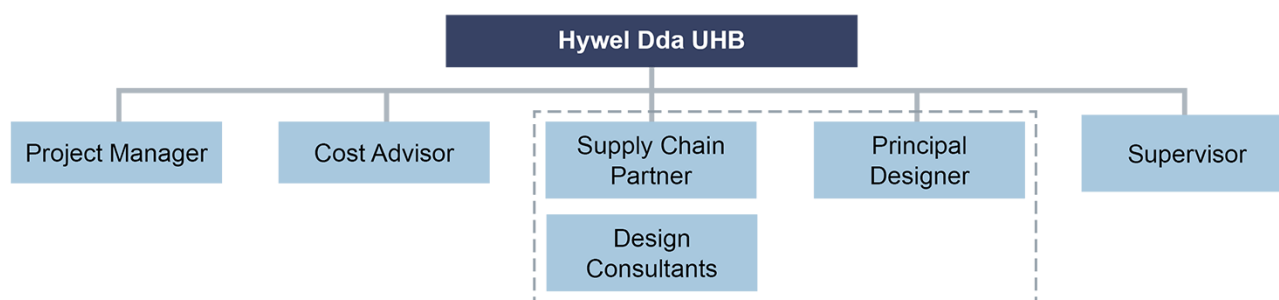 Hywel Dda UHB
Project Manager
Cost Advisor
Supply Chain
Partner
Principal
Designer
Supervisor
Design
Consultants